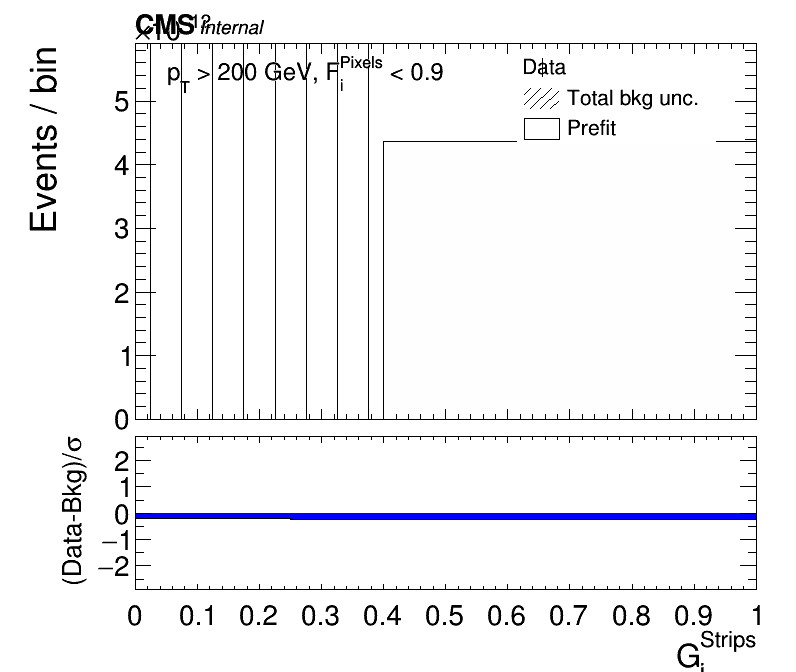 CMS Internal
×10¹²
Events / bin
p_T > 200 GeV, F_i^Pixels < 0.9
Data
Total bkg unc.
Prefit
5
4
3
2
1
0
(Data-Bkg)/σ
2
1
0
−1
−2
0 0.1 0.2 0.3 0.4 0.5 0.6 0.7 0.8 0.9 1
G_i^Strips